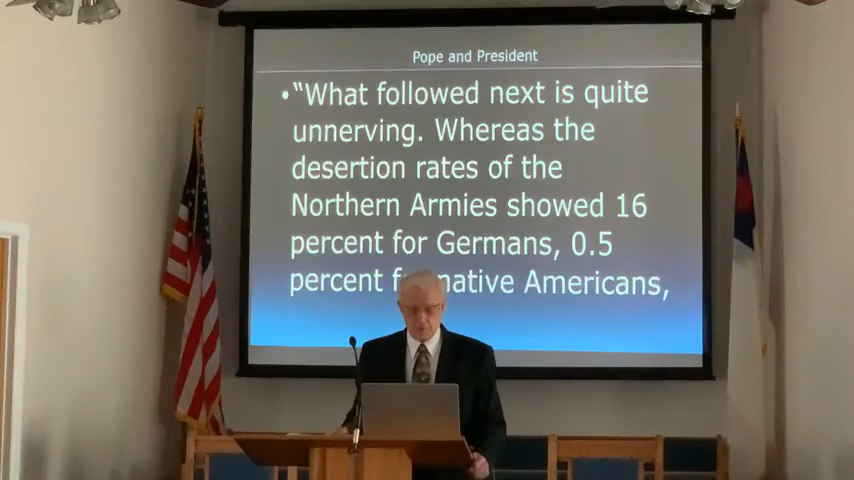 Pope and President
•“What followed next is quite
unnerving. Whereas the
desertion rates of the
Northern Armies showed 16
percent for Germans, 0.5
percent native Americans,